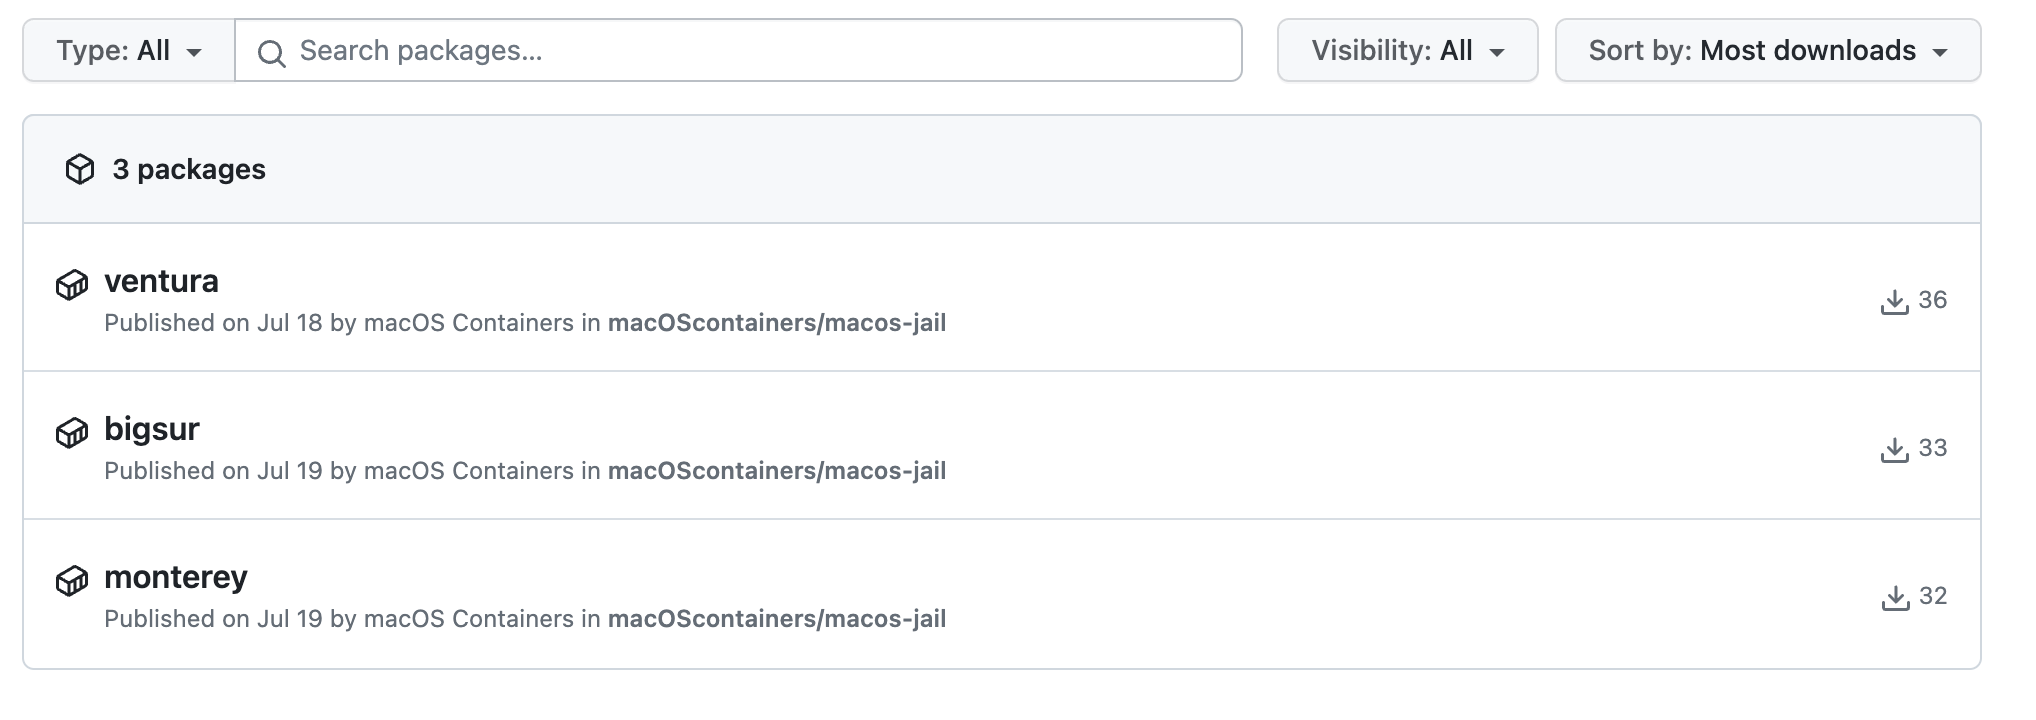 Type: All
Search packages...
Visibility: All
Sort by: Most downloads
3 packages
ventura
Published on Jul 18 by macOS Containers in macOScontainers/macos-jail
36
bigsur
Published on Jul 19 by macOS Containers in macOScontainers/macos-jail
33
monterey
Published on Jul 19 by macOS Containers in macOScontainers/macos-jail
32